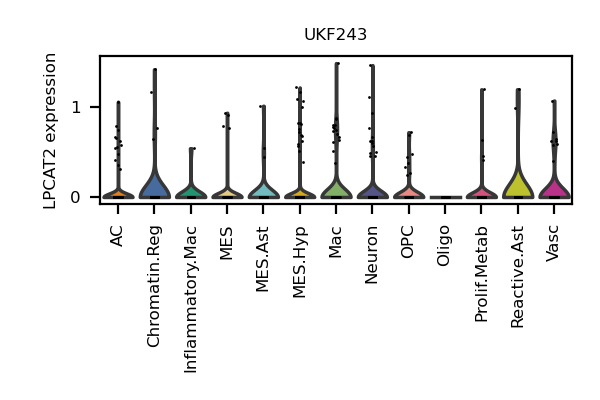 UKF243
LPCAT2 expression
1
0
AC
Chromatin.Reg
Inflammatory.Mac
MES
MES.Ast
MES.Hyp
Mac
Neuron
OPC
Oligo
Prolif.Metab
Reactive.Ast
Vasc